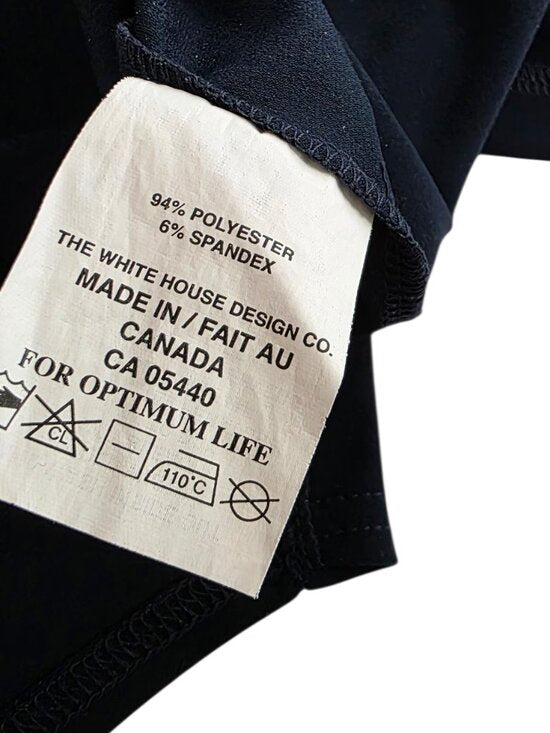 94% POLYESTER
6% SPANDEX
THE WHITE HOUSE DESIGN CO.
MADE IN / FAIT AU
CANADA
CA 05440
FOR OPTIMUM LIFE
CL
110°C